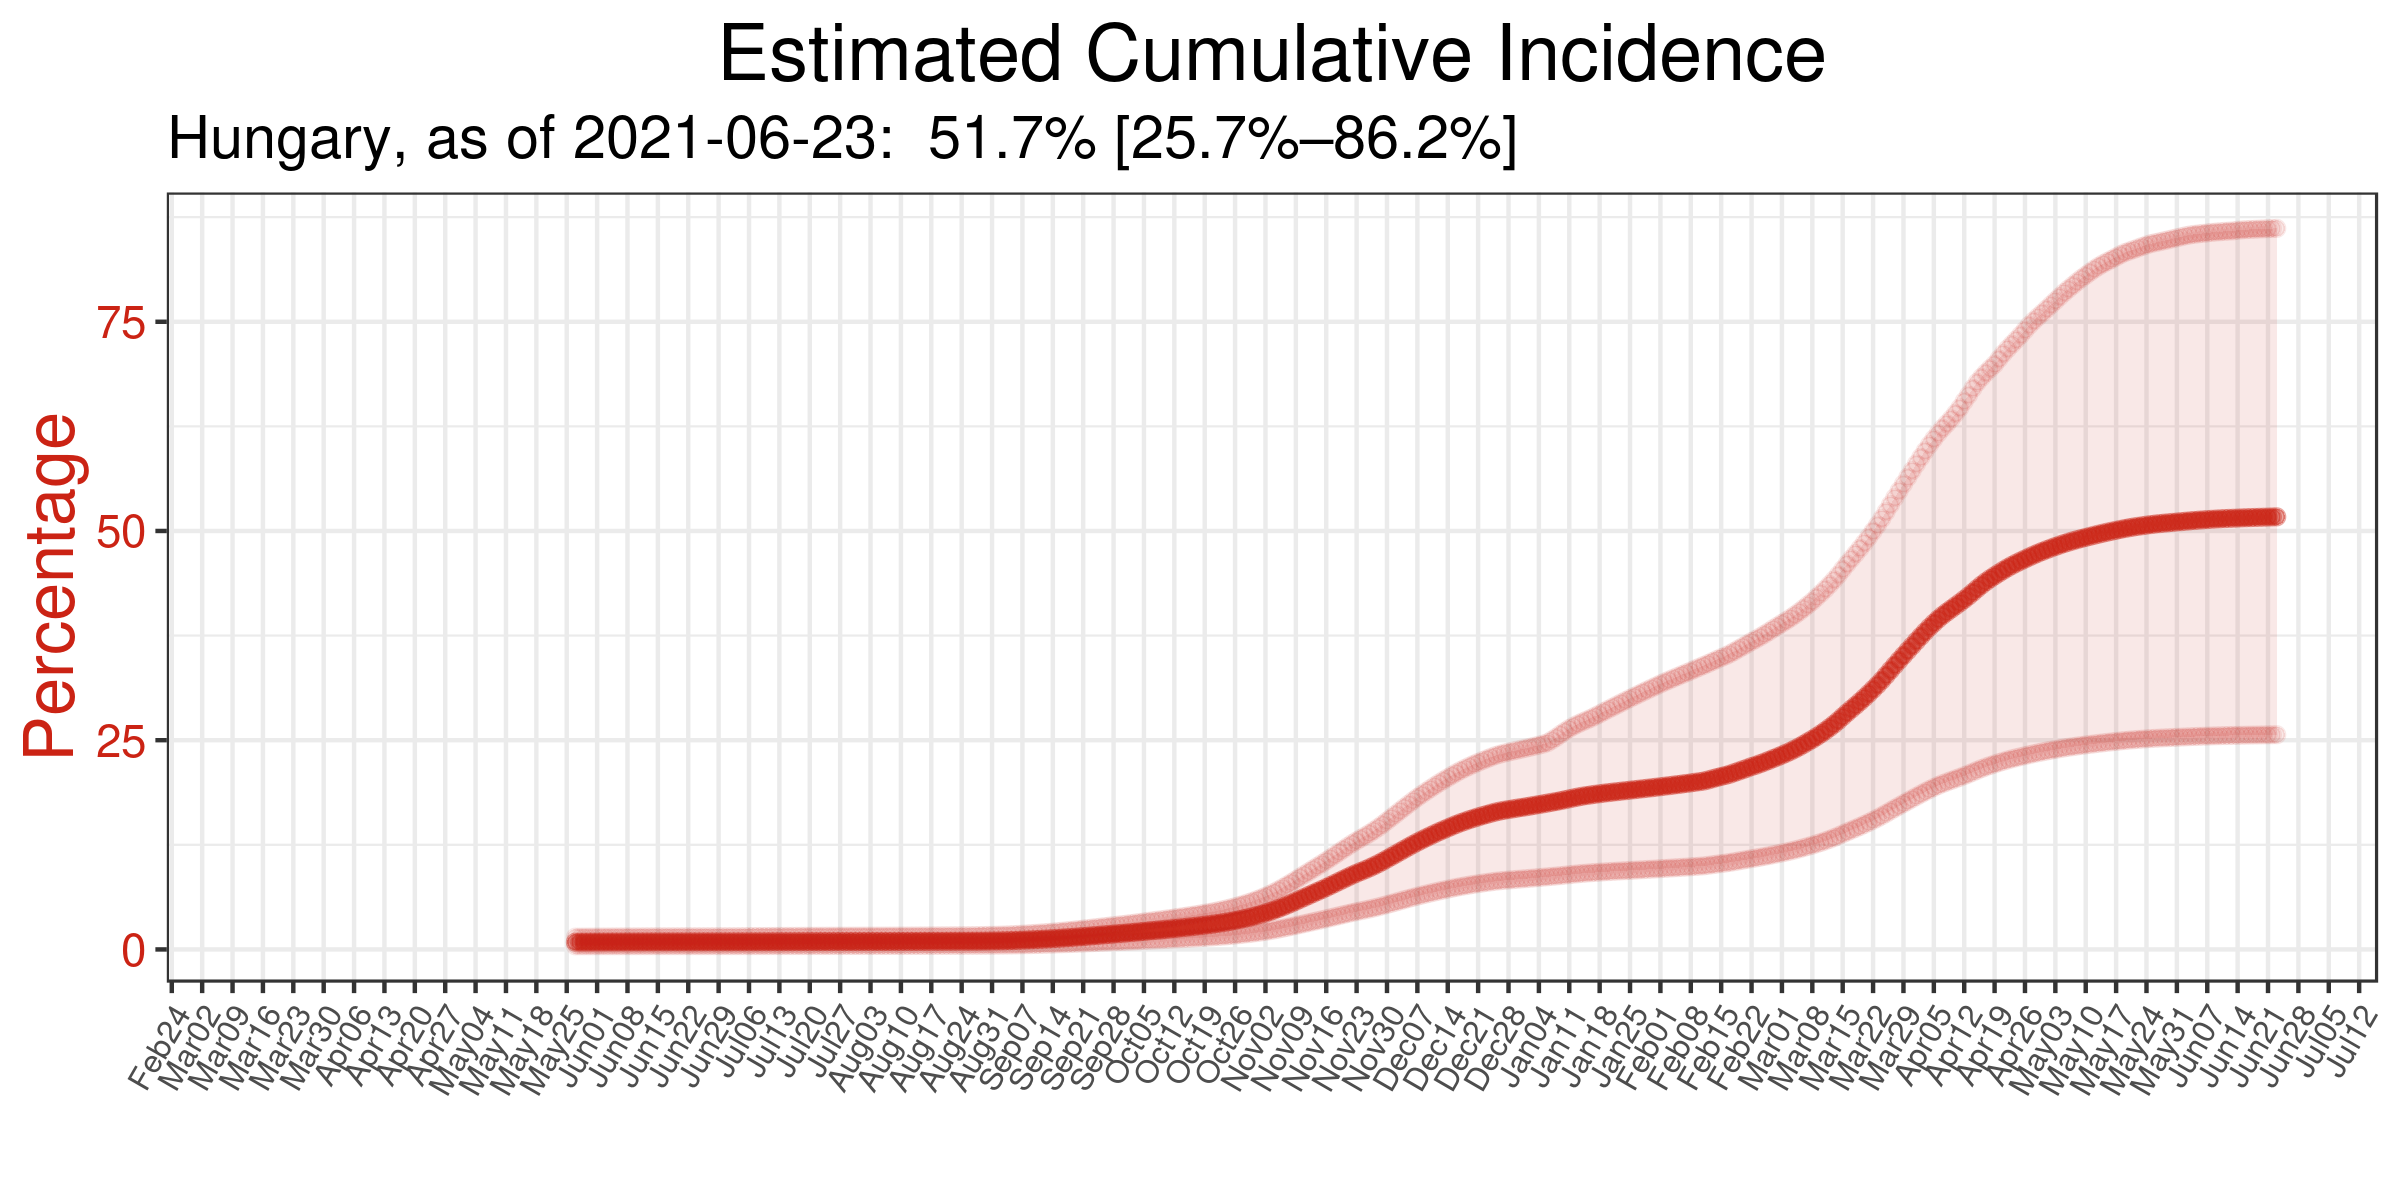 Estimated Cumulative Incidence
Hungary, as of 2021-06-23:  51.7% [25.7%–86.2%]
Percentage
75
50
25
0
Feb24 Mar02 Mar09 Mar16 Mar23 Mar30 Apr06 Apr13 Apr20 Apr27 May04 May11 May18 May25 Jun01 Jun08 Jun15 Jun22 Jun29 Jul06 Jul13 Jul20 Jul27 Aug03 Aug10 Aug17 Aug24 Aug31 Sep07 Sep14 Sep21 Sep28 Oct05 Oct12 Oct19 Oct26 Nov02 Nov09 Nov16 Nov23 Nov30 Dec07 Dec14 Dec21 Dec28 Jan04 Jan11 Jan18 Jan25 Feb01 Feb08 Feb15 Feb22 Mar01 Mar08 Mar15 Mar22 Mar29 Apr05 Apr12 Apr19 Apr26 May03 May10 May17 May24 May31 Jun07 Jun14 Jun21 Jun28 Jul05 Jul12